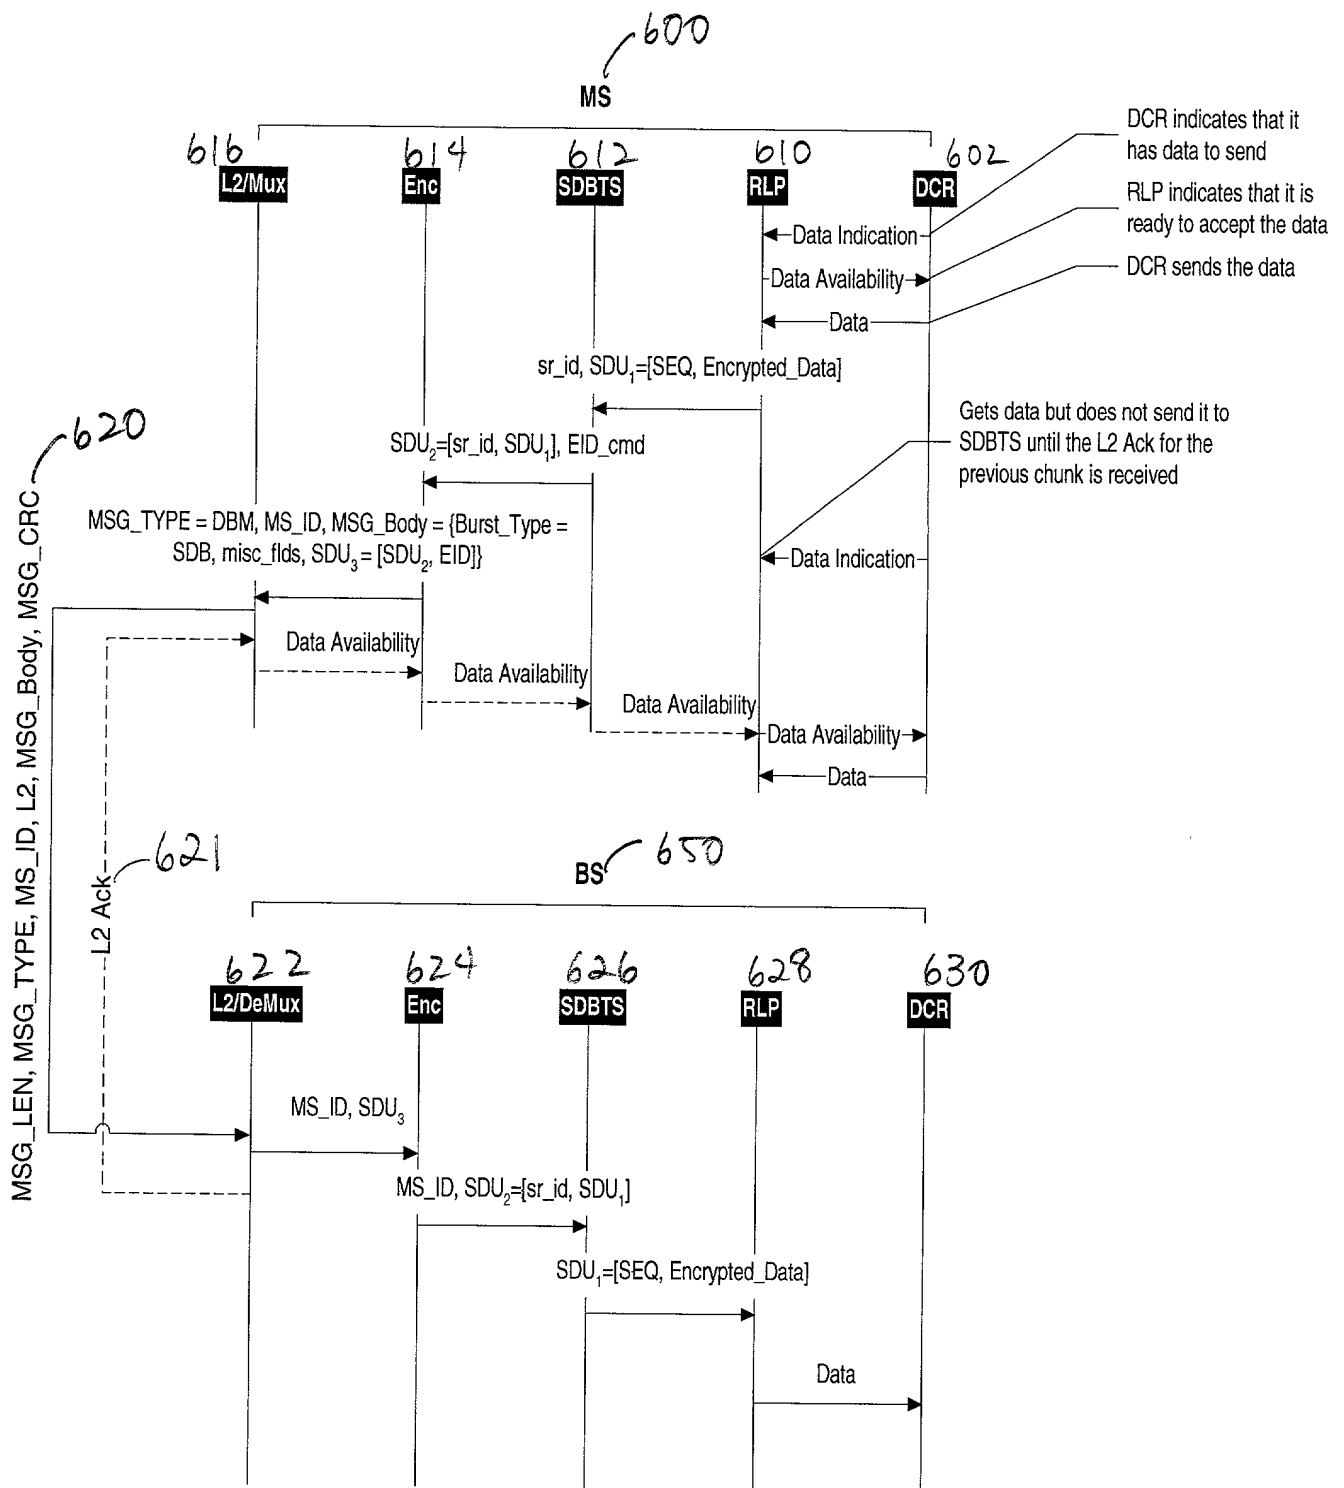 600
MS
616
614
612
610
602
L2/Mux
Enc
SDBTS
RLP
DCR
DCR indicates that it
has data to send
RLP indicates that it is
ready to accept the data
DCR sends the data
Data Indication
Data Availability
Data
sr_id, SDU₁=[SEQ, Encrypted_Data]
Gets data but does not send it to
SDBTS until the L2 Ack for the
previous chunk is received
SDU₂=[sr_id, SDU₁], EID_cmd
MSG_TYPE = DBM, MS_ID, MSG_Body = {Burst_Type =
SDB, misc_flds, SDU₃ = [SDU₂, EID]}
Data Indication
Data Availability
Data Availability
Data Availability
Data Availability
Data
620
MSG_LEN, MSG_TYPE, MS_ID, L2, MSG_Body, MSG_CRC
621
L2 Ack
BS
650
622
624
626
628
630
L2/DeMux
Enc
SDBTS
RLP
DCR
MS_ID, SDU₃
MS_ID, SDU₂=[sr_id, SDU₁]
SDU₁=[SEQ, Encrypted_Data]
Data